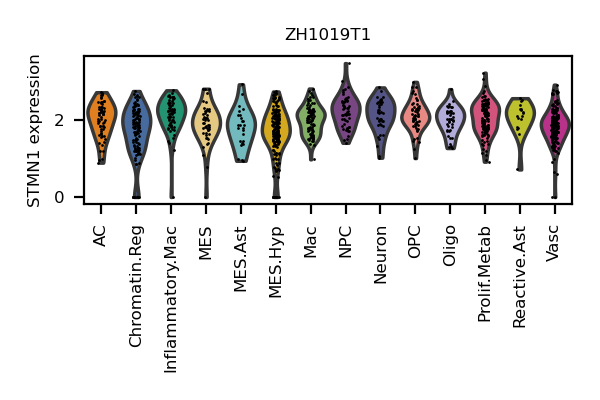 ZH1019T1
STMN1 expression
2
0
AC
Chromatin.Reg
Inflammatory.Mac
MES
MES.Ast
MES.Hyp
Mac
NPC
Neuron
OPC
Oligo
Prolif.Metab
Reactive.Ast
Vasc